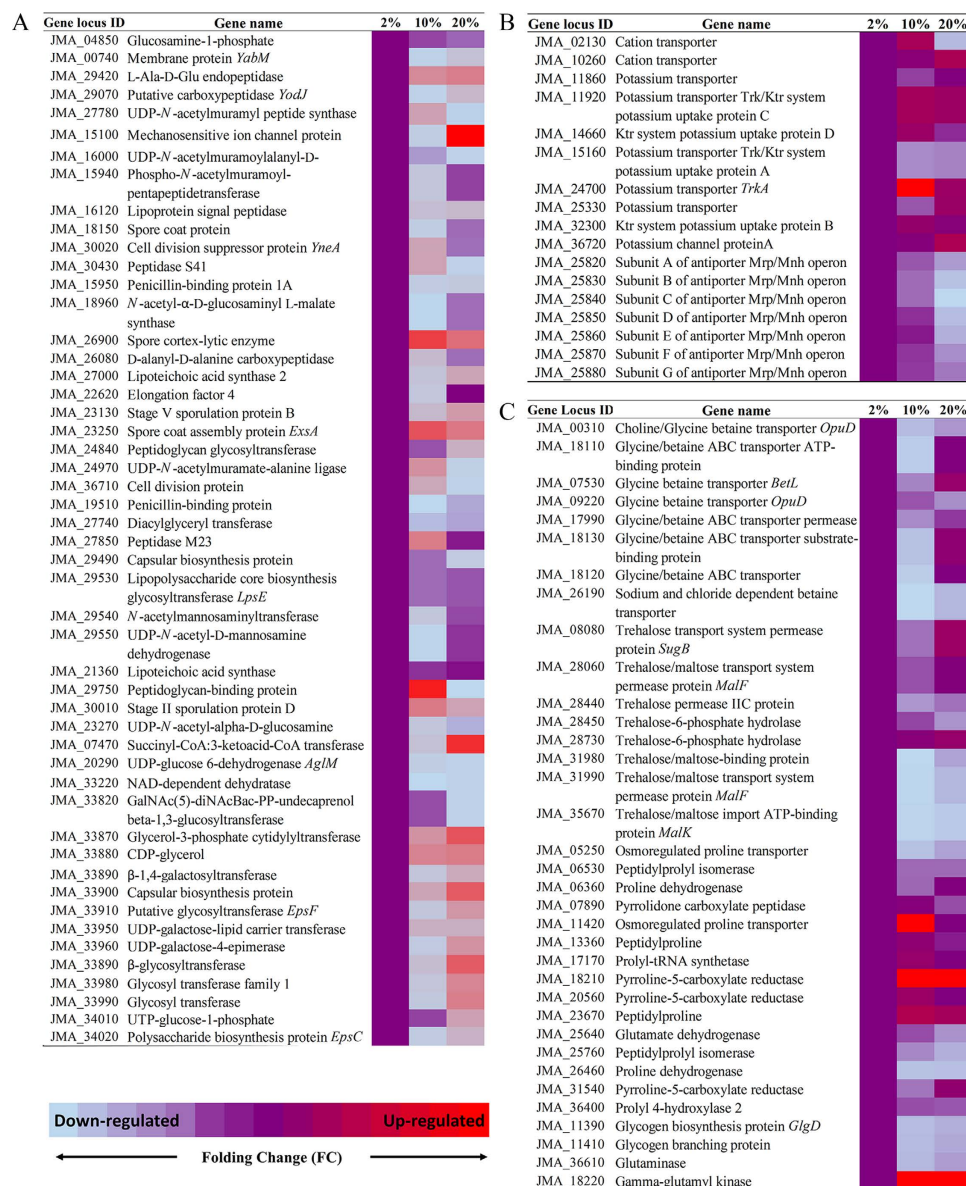 A
Gene locus ID Gene name 2% 10% 20%
JMA_04850 Glucosamine-1-phosphate
JMA_00740 Membrane protein YabM
JMA_29420 L-Ala-D-Glu endopeptidase
JMA_29070 Putative carboxypeptidase YodJ
JMA_27780 UDP-N-acetylmuramyl peptide synthase
JMA_15100 Mechanosensitive ion channel protein
JMA_16000 UDP-N-acetylmuramoylalanyl-D-
JMA_15940 Phospho-N-acetylmuramoyl-
pentapeptidetransferase
JMA_16120 Lipoprotein signal peptidase
JMA_18150 Spore coat protein
JMA_30020 Cell division suppressor protein YneA
JMA_30430 Peptidase S41
JMA_15950 Penicillin-binding protein 1A
JMA_18960 N-acetyl-α-D-glucosaminyl L-malate
synthase
JMA_26900 Spore cortex-lytic enzyme
JMA_26080 D-alanyl-D-alanine carboxypeptidase
JMA_27000 Lipoteichoic acid synthase 2
JMA_22620 Elongation factor 4
JMA_23130 Stage V sporulation protein B
JMA_23250 Spore coat assembly protein ExsA
JMA_24840 Peptidoglycan glycosyltransferase
JMA_24970 UDP-N-acetylmuramate-alanine ligase
JMA_36710 Cell division protein
JMA_19510 Penicillin-binding protein
JMA_27740 Diacylglyceryl transferase
JMA_27850 Peptidase M23
JMA_29490 Capsular biosynthesis protein
JMA_29530 Lipopolysaccharide core biosynthesis
glycosyltransferase LpsE
JMA_29540 N-acetylmannosaminyltransferase
JMA_29550 UDP-N-acetyl-D-mannosamine
dehydrogenase
JMA_21360 Lipoteichoic acid synthase
JMA_29750 Peptidoglycan-binding protein
JMA_30010 Stage II sporulation protein D
JMA_23270 UDP-N-acetyl-alpha-D-glucosamine
JMA_07470 Succinyl-CoA:3-ketoacid-CoA transferase
JMA_20290 UDP-glucose 6-dehydrogenase AglM
JMA_33220 NAD-dependent dehydratase
JMA_33820 GalNAc(5)-diNAcBac-PP-undecaprenol
beta-1,3-glucosyltransferase
JMA_33870 Glycerol-3-phosphate cytidylyltransferase
JMA_33880 CDP-glycerol
JMA_33890 β-1,4-galactosyltransferase
JMA_33900 Capsular biosynthesis protein
JMA_33910 Putative glycosyltransferase EpsF
JMA_33950 UDP-galactose-lipid carrier transferase
JMA_33960 UDP-galactose-4-epimerase
JMA_33890 β-glycosyltransferase
JMA_33980 Glycosyl transferase family 1
JMA_33990 Glycosyl transferase
JMA_34010 UTP-glucose-1-phosphate
JMA_34020 Polysaccharide biosynthesis protein EpsC
Down-regulated Up-regulated
Folding Change (FC)
B
Gene locus ID Gene name 2% 10% 20%
JMA_02130 Cation transporter
JMA_10260 Cation transporter
JMA_11860 Potassium transporter
JMA_11920 Potassium transporter Trk/Ktr system
potassium uptake protein C
JMA_14660 Ktr system potassium uptake protein D
JMA_15160 Potassium transporter Trk/Ktr system
potassium uptake protein A
JMA_24700 Potassium transporter TrkA
JMA_25330 Potassium transporter
JMA_32300 Ktr system potassium uptake protein B
JMA_36720 Potassium channel proteinA
JMA_25820 Subunit A of antiporter Mrp/Mnh operon
JMA_25830 Subunit B of antiporter Mrp/Mnh operon
JMA_25840 Subunit C of antiporter Mrp/Mnh operon
JMA_25850 Subunit D of antiporter Mrp/Mnh operon
JMA_25860 Subunit E of antiporter Mrp/Mnh operon
JMA_25870 Subunit F of antiporter Mrp/Mnh operon
JMA_25880 Subunit G of antiporter Mrp/Mnh operon
C
Gene Locus ID Gene name 2% 10% 20%
JMA_00310 Choline/Glycine betaine transporter OpuD
JMA_18110 Glycine/betaine ABC transporter ATP-
binding protein
JMA_07530 Glycine betaine transporter BetL
JMA_09220 Glycine betaine transporter OpuD
JMA_17990 Glycine/betaine ABC transporter permease
JMA_18130 Glycine/betaine ABC transporter substrate-
binding protein
JMA_18120 Glycine/betaine ABC transporter
JMA_26190 Sodium and chloride dependent betaine
transporter
JMA_08080 Trehalose transport system permease
protein SugB
JMA_28060 Trehalose/maltose transport system
permease protein MalF
JMA_28440 Trehalose permease IIC protein
JMA_28450 Trehalose-6-phosphate hydrolase
JMA_28730 Trehalose-6-phosphate hydrolase
JMA_31980 Trehalose/maltose-binding protein
JMA_31990 Trehalose/maltose transport system
permease protein MalF
JMA_35670 Trehalose/maltose import ATP-binding
protein MalK
JMA_05250 Osmoregulated proline transporter
JMA_06530 Peptidylprolyl isomerase
JMA_06360 Proline dehydrogenase
JMA_07890 Pyrrolidone carboxylate peptidase
JMA_11420 Osmoregulated proline transporter
JMA_13360 Peptidylproline
JMA_17170 Prolyl-tRNA synthetase
JMA_18210 Pyrroline-5-carboxylate reductase
JMA_20560 Pyrroline-5-carboxylate reductase
JMA_23670 Peptidylproline
JMA_25640 Glutamate dehydrogenase
JMA_25760 Peptidylprolyl isomerase
JMA_26460 Proline dehydrogenase
JMA_31540 Pyrroline-5-carboxylate reductase
JMA_36400 Prolyl 4-hydroxylase 2
JMA_11390 Glycogen biosynthesis protein GlgD
JMA_11410 Glycogen branching protein
JMA_36610 Glutaminase
JMA_18220 Gamma-glutamyl kinase